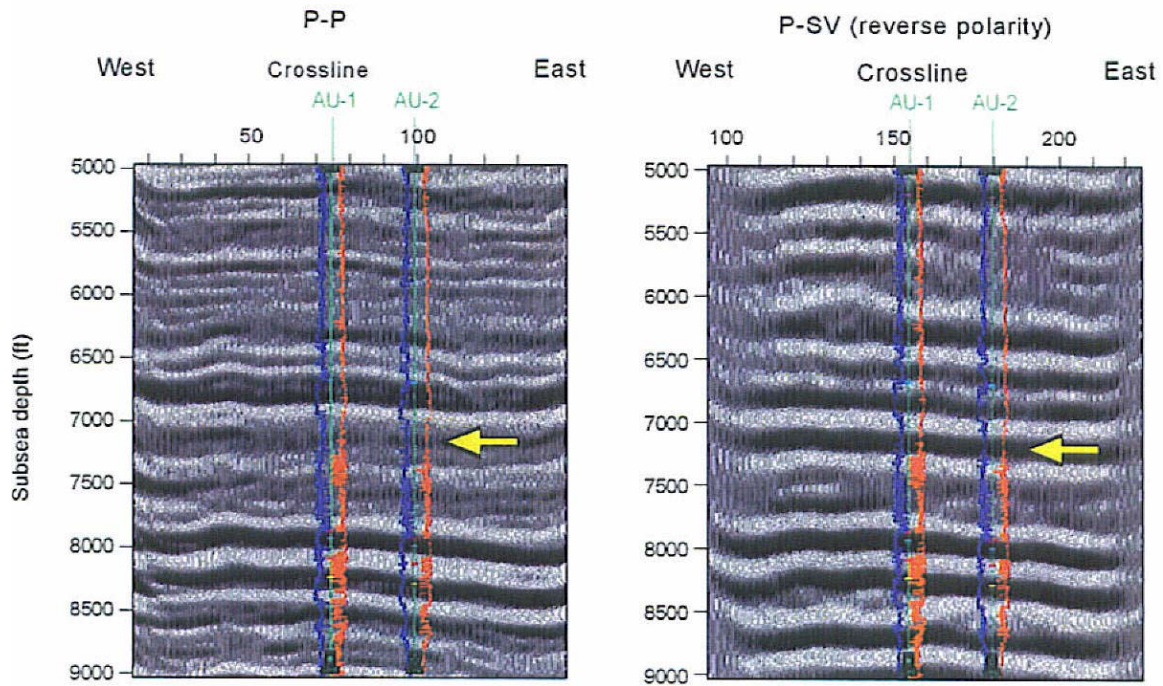 P-P
West Crossline East
AU-1 AU-2
50 100
5000
5500
6000
6500
7000
7500
8000
8500
9000
Subsea depth (ft)
P-SV (reverse polarity)
West Crossline East
AU-1 AU-2
100 150 200
5000
5500
6000
6500
7000
7500
8000
8500
9000